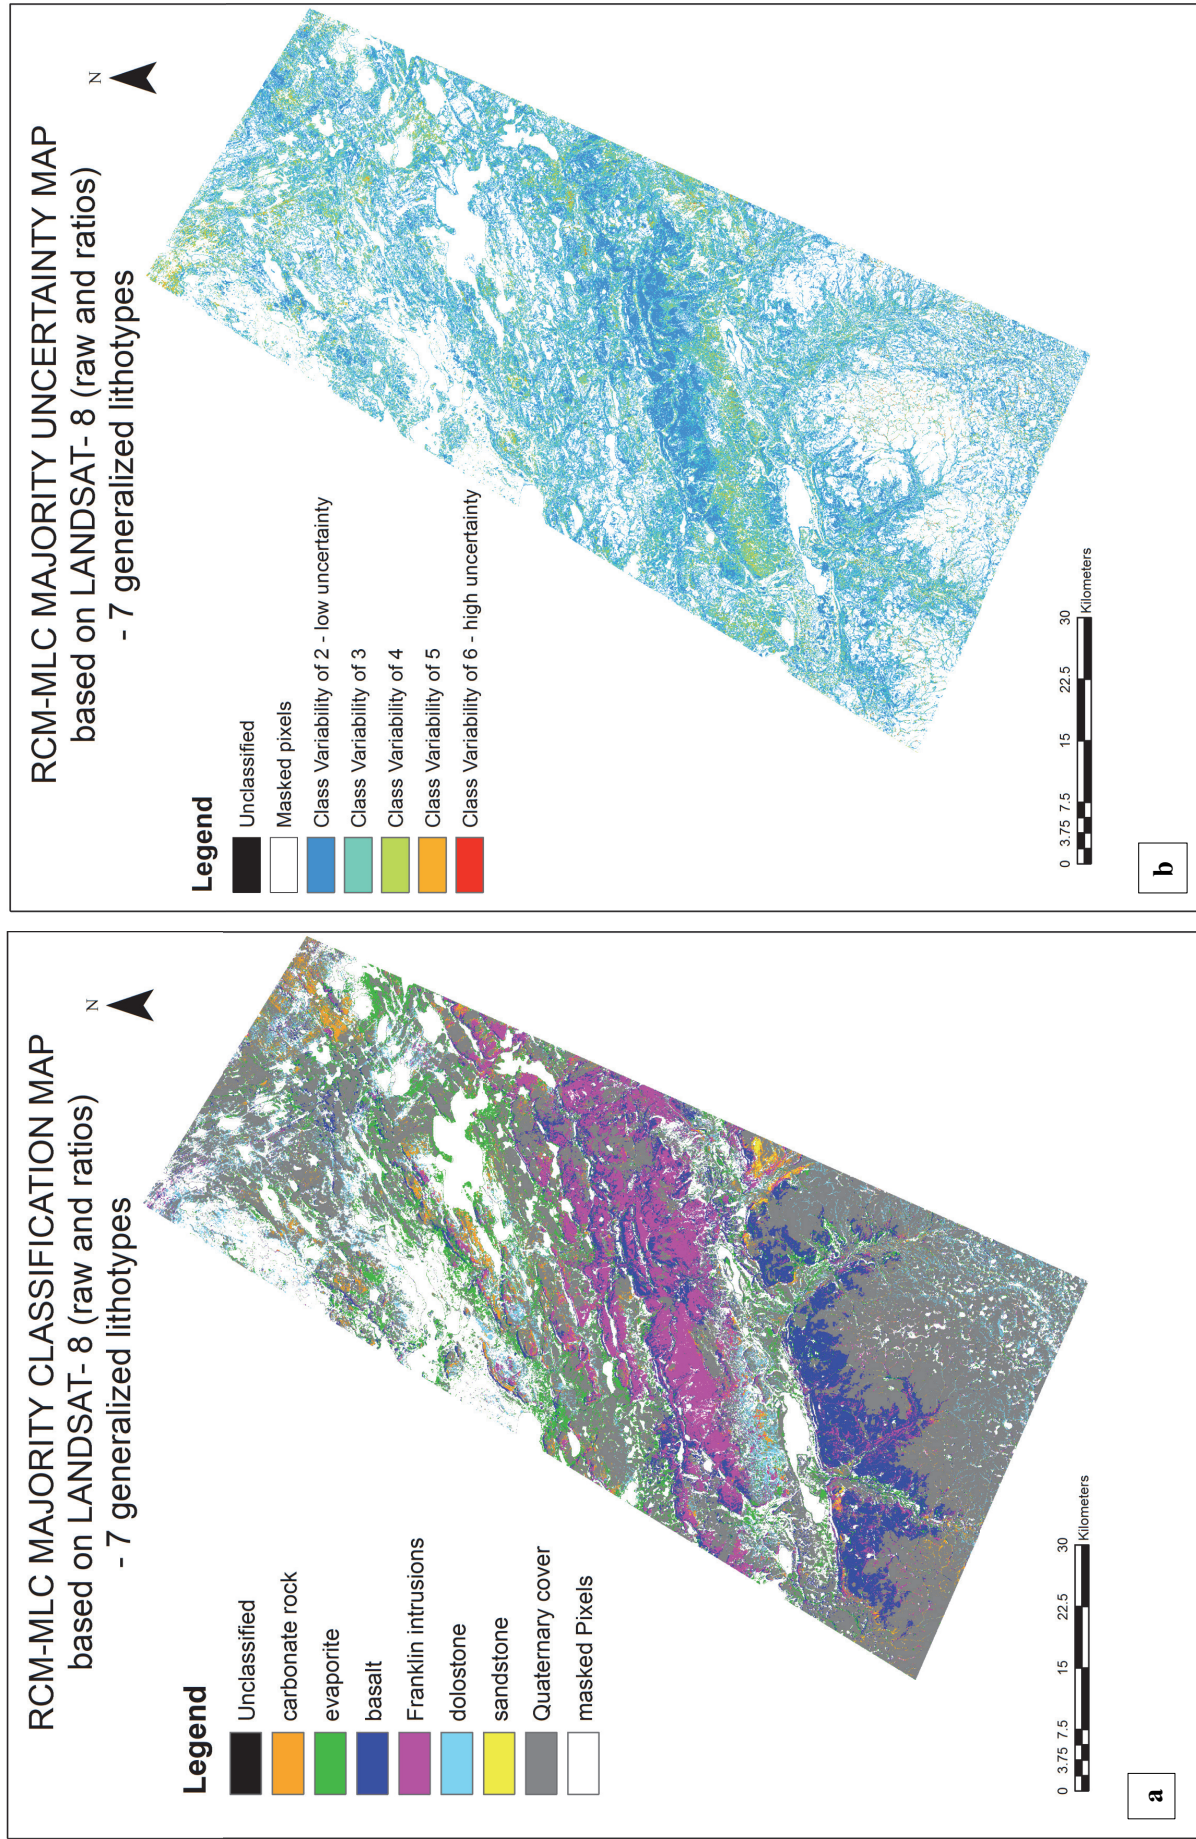 RCM-MLC MAJORITY CLASSIFICATION MAP
based on LANDSAT- 8 (raw and ratios)
- 7 generalized lithotypes
N
Legend
Unclassified
carbonate rock
evaporite
basalt
Franklin intrusions
dolostone
sandstone
Quaternary cover
masked Pixels
0 3.75 7.5 15 22.5 30
Kilometers
a
RCM-MLC MAJORITY UNCERTAINTY MAP
based on LANDSAT- 8 (raw and ratios)
- 7 generalized lithotypes
N
Legend
Unclassified
Masked pixels
Class Variability of 2 - low uncertainty
Class Variability of 3
Class Variability of 4
Class Variability of 5
Class Variability of 6 - high uncertainty
0 3.75 7.5 15 22.5 30
Kilometers
b